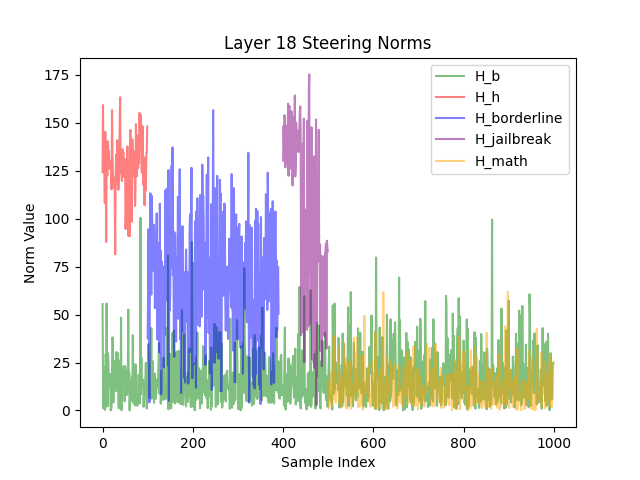 Layer 18 Steering Norms
Norm Value
175
150
125
100
75
50
25
0
H_b
H_h
H_borderline
H_jailbreak
H_math
0
200
400
600
800
1000
Sample Index